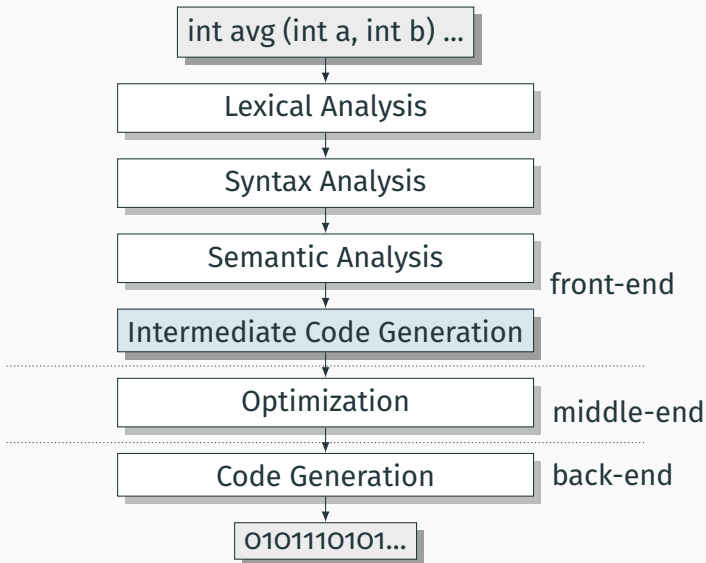 int avg (int a, int b) ...
Lexical Analysis
Syntax Analysis
Semantic Analysis
front-end
Intermediate Code Generation
Optimization
middle-end
Code Generation
back-end
0101110101...